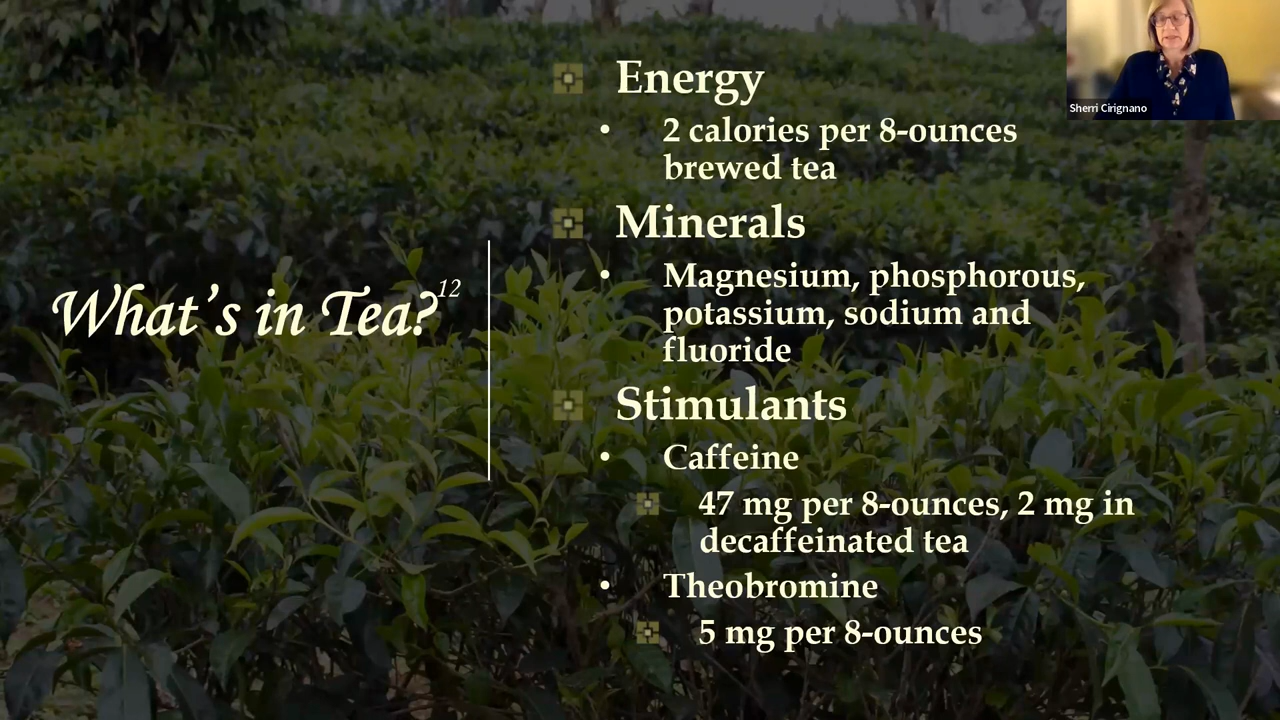 What's in Tea?12
Energy
• 2 calories per 8-ounces
brewed tea
Minerals
• Magnesium, phosphorous,
potassium, sodium and
fluoride
Stimulants
• Caffeine
47 mg per 8-ounces, 2 mg in
decaffeinated tea
• Theobromine
5 mg per 8-ounces
Sherri Cirignano